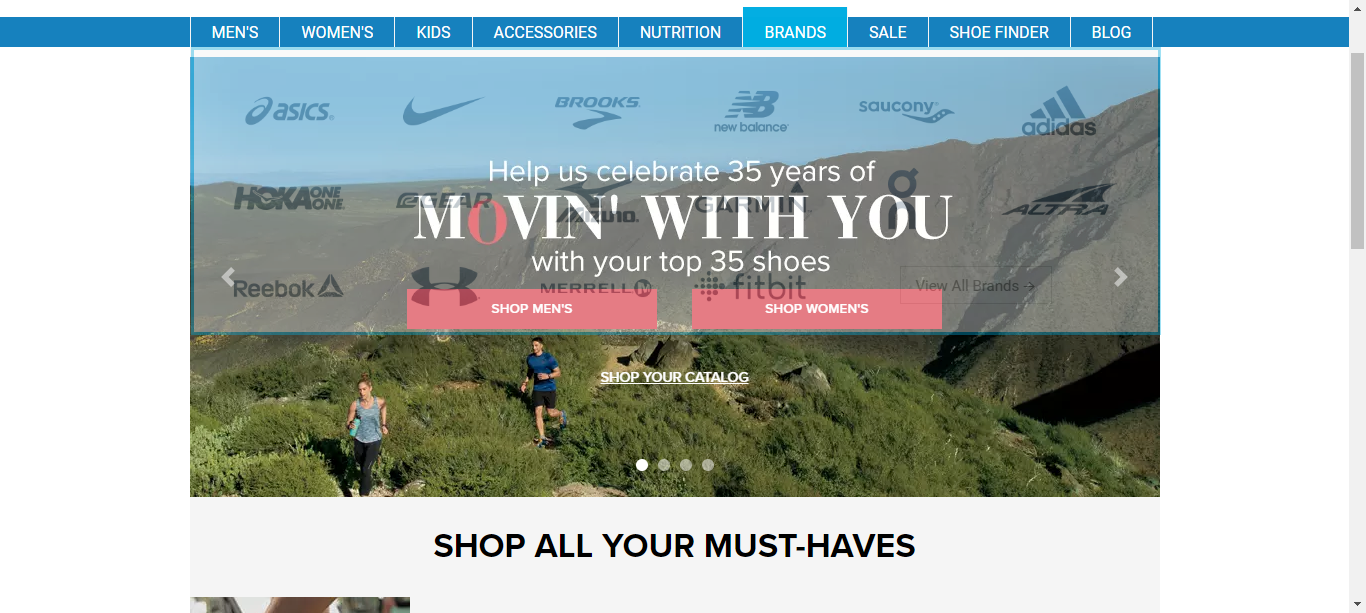 MEN'S WOMEN'S KIDS ACCESSORIES NUTRITION BRANDS SALE SHOE FINDER BLOG
asics BROOKS new balance saucony adidas
Help us celebrate 35 years of
HOKA ONE ONE GEAR MIZUNO GARMIN On ALTRA
MOVIN' WITH YOU
with your top 35 shoes
Reebok MERRELL fitbit View All Brands →
SHOP MEN'S SHOP WOMEN'S
SHOP YOUR CATALOG
SHOP ALL YOUR MUST-HAVES